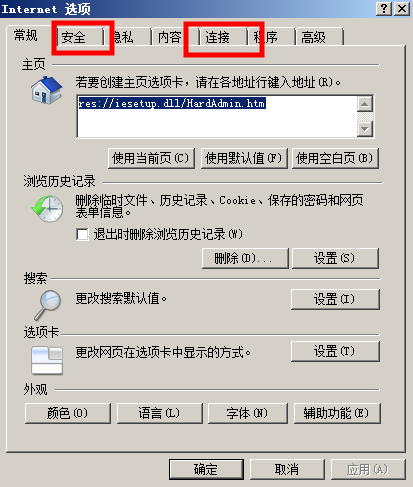 Internet 选项
常规 安全 隐私 内容 连接 程序 高级
主页
若要创建主页选项卡，请在各地址行键入地址(R)。
res://iesetup.dll/HardAdmin.htm
使用当前页(C) 使用默认值(F) 使用空白页(B)
浏览历史记录
删除临时文件、历史记录、Cookie、保存的密码和网页
表单信息。
退出时删除浏览历史记录(W)
删除(D)... 设置(S)
搜索
更改搜索默认值。 设置(I)
选项卡
更改网页在选项卡中显示的方式。 设置(T)
外观
颜色(O) 语言(L) 字体(N) 辅助功能(E)
确定 取消 应用(A)